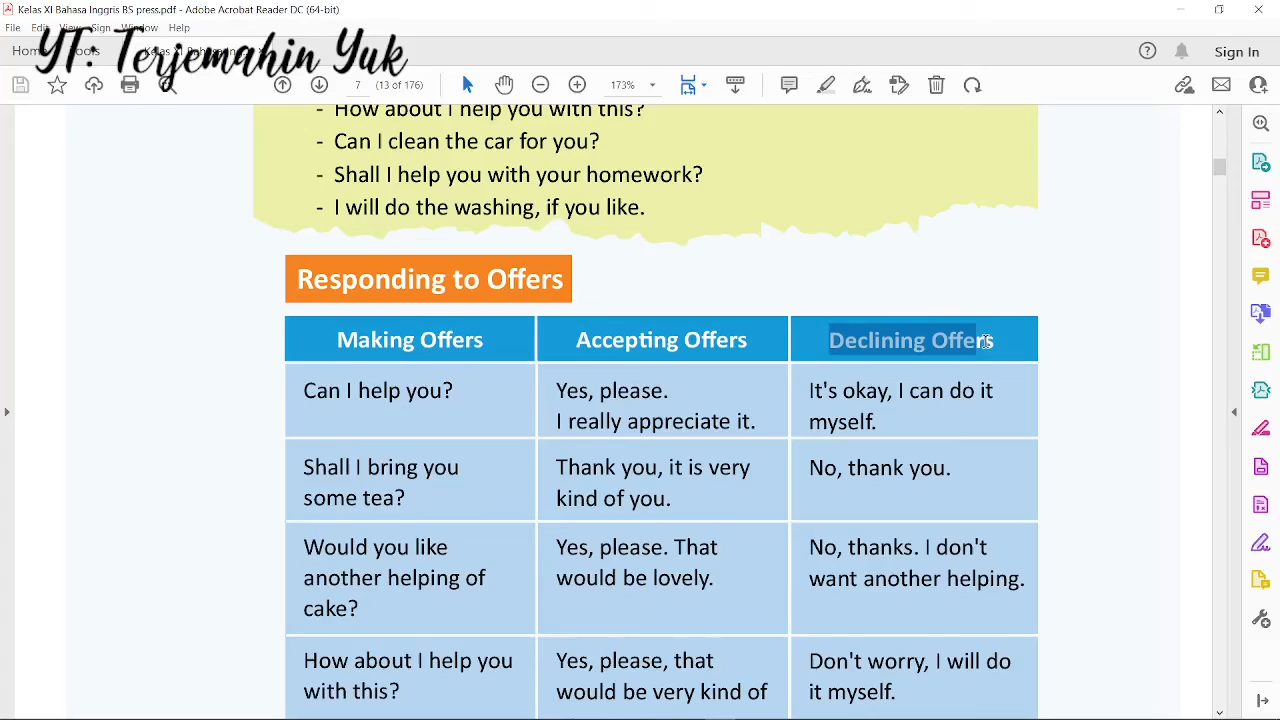 Kelas XI Bahasa Inggris BS press.pdf - Adobe Acrobat Reader DC (64-bit)
File Edit View Sign Window Help
YT: Terjemahin Yuk
Home Tools
Sign In
7 (13 of 176)
173%
- How about I help you with this?
- Can I clean the car for you?
- Shall I help you with your homework?
- I will do the washing, if you like.
Responding to Offers
Making Offers
Accepting Offers
Declining Offers
Can I help you?
Yes, please.
I really appreciate it.
It's okay, I can do it
myself.
Shall I bring you
some tea?
Thank you, it is very
kind of you.
No, thank you.
Would you like
another helping of
cake?
Yes, please. That
would be lovely.
No, thanks. I don't
want another helping.
How about I help you
with this?
Yes, please, that
would be very kind of
Don't worry, I will do
it myself.